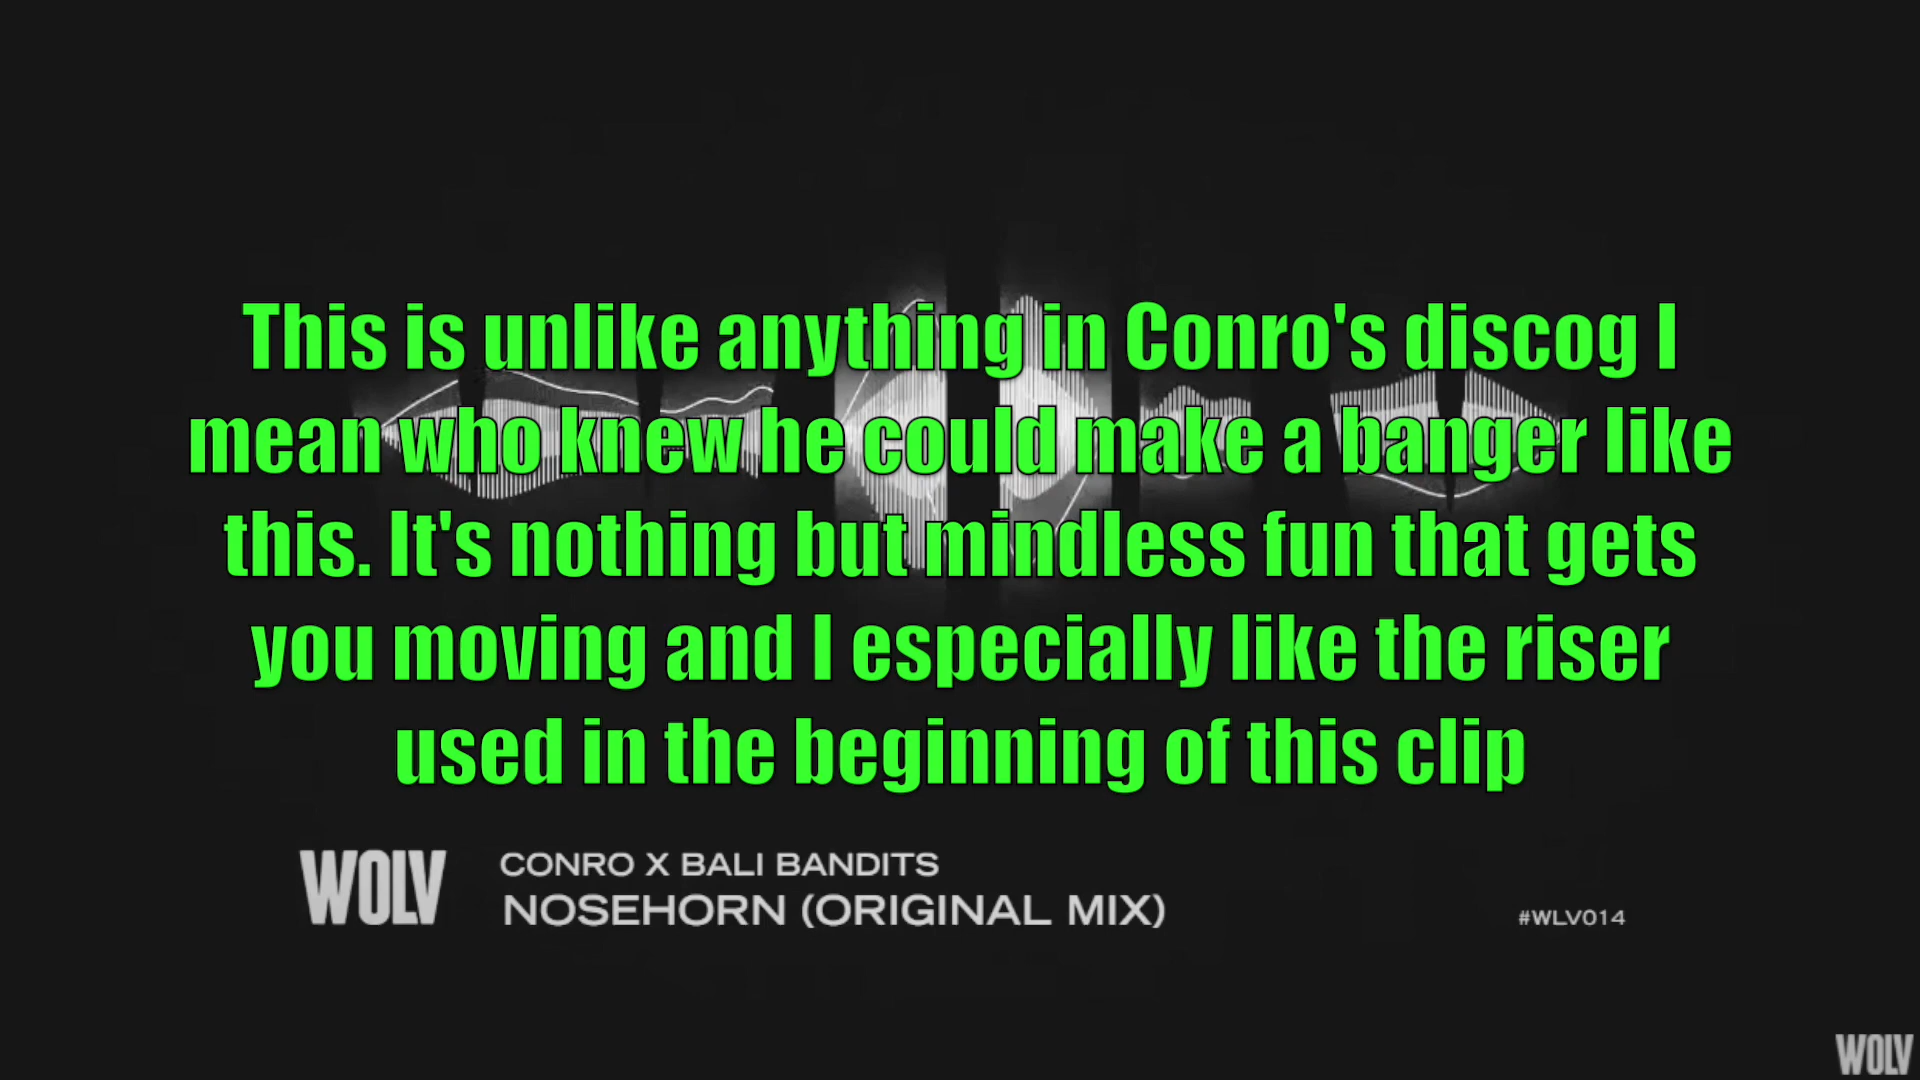 This is unlike anything in Conro's discog I
mean who knew he could make a banger like
this. It's nothing but mindless fun that gets
you moving and I especially like the riser
used in the beginning of this clip
WOLV
CONRO X BALI BANDITS
NOSEHORN (ORIGINAL MIX)
#WLV014
WOLV